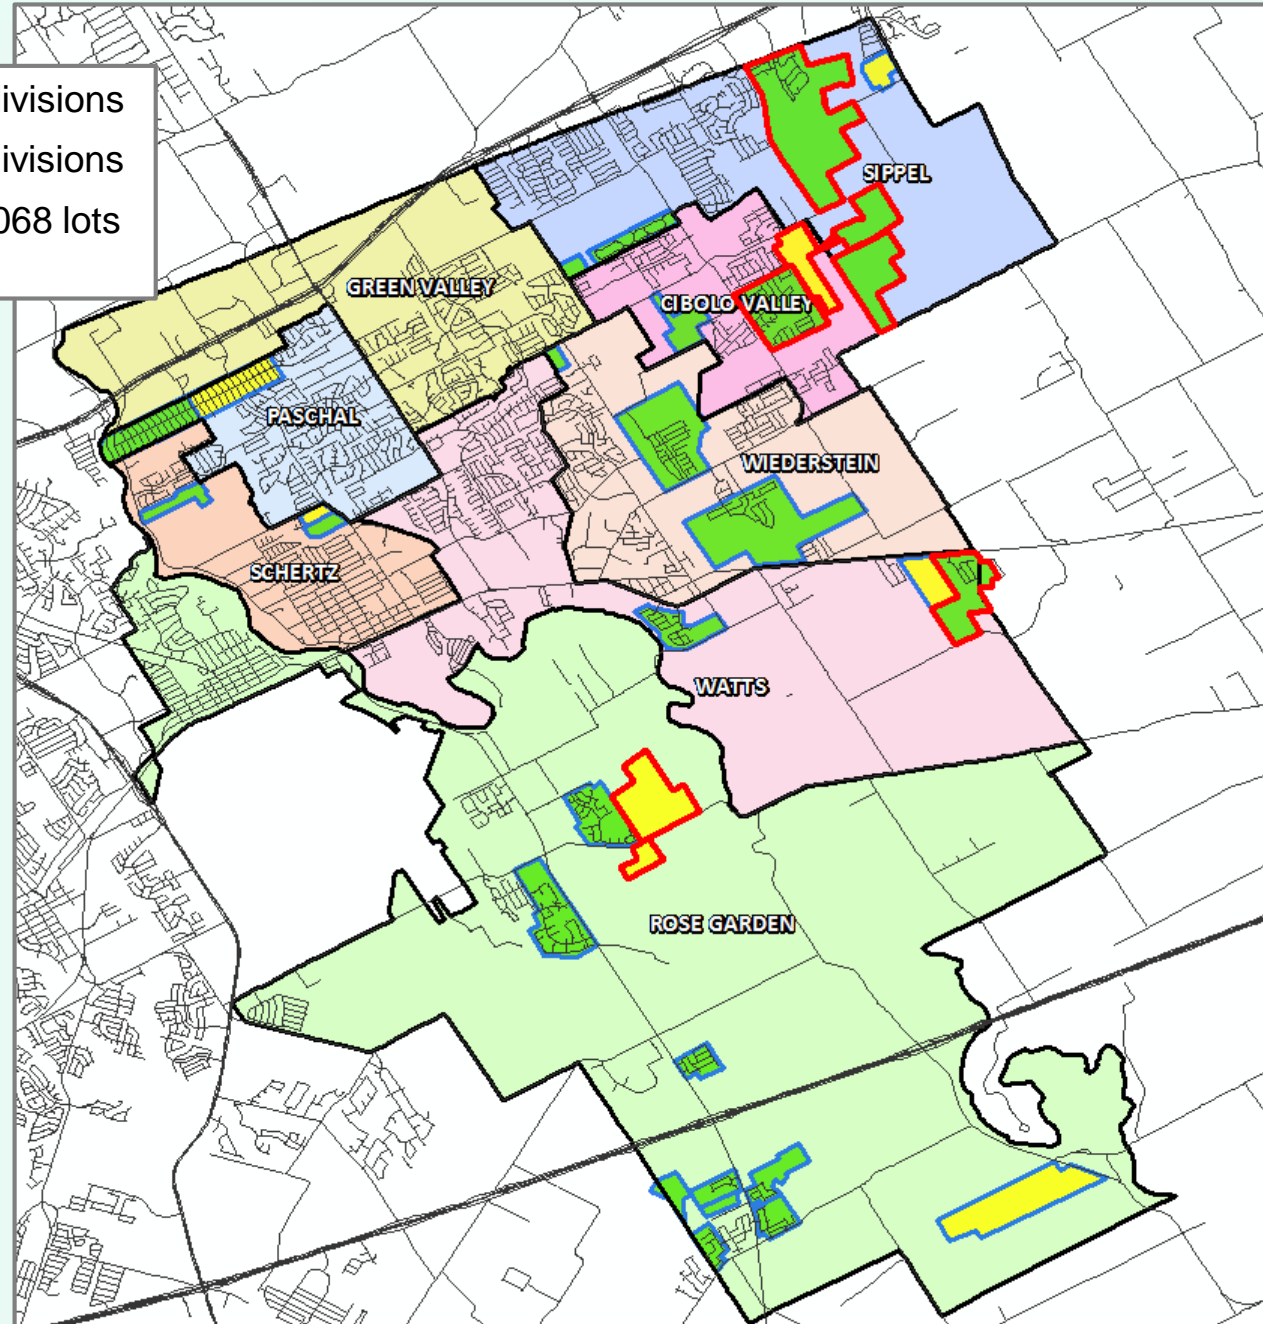 ivisions
ivisions
068 lots
SIPPEL
GREEN VALLEY
CIBOLO VALLEY
PASCHAL
WIEDERSTEIN
SCHERTZ
WATTS
ROSE GARDEN